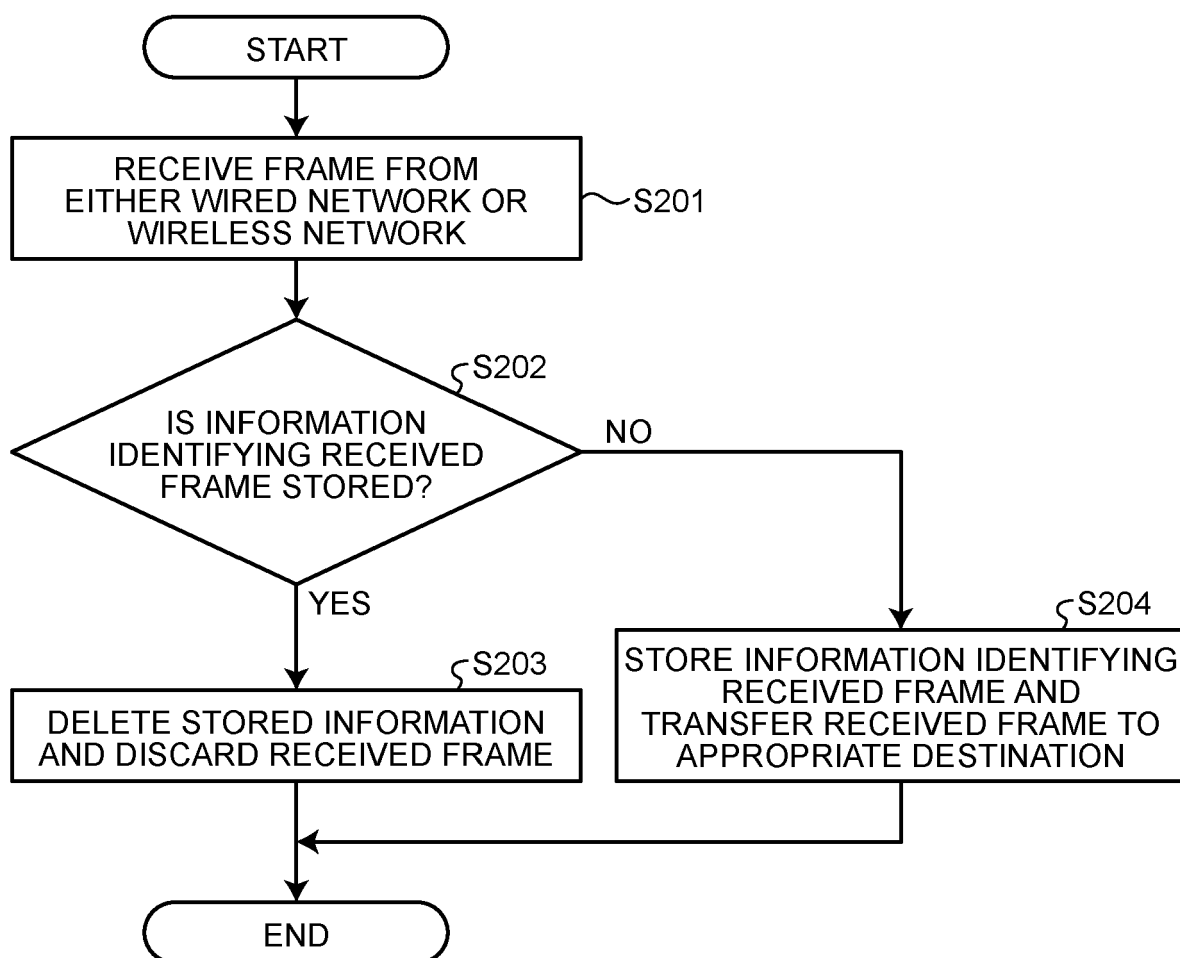 START
RECEIVE FRAME FROM
EITHER WIRED NETWORK OR
WIRELESS NETWORK
S201
S202
IS INFORMATION
IDENTIFYING RECEIVED
FRAME STORED?
NO
YES
S203
DELETE STORED INFORMATION
AND DISCARD RECEIVED FRAME
S204
STORE INFORMATION IDENTIFYING
RECEIVED FRAME AND
TRANSFER RECEIVED FRAME TO
APPROPRIATE DESTINATION
END